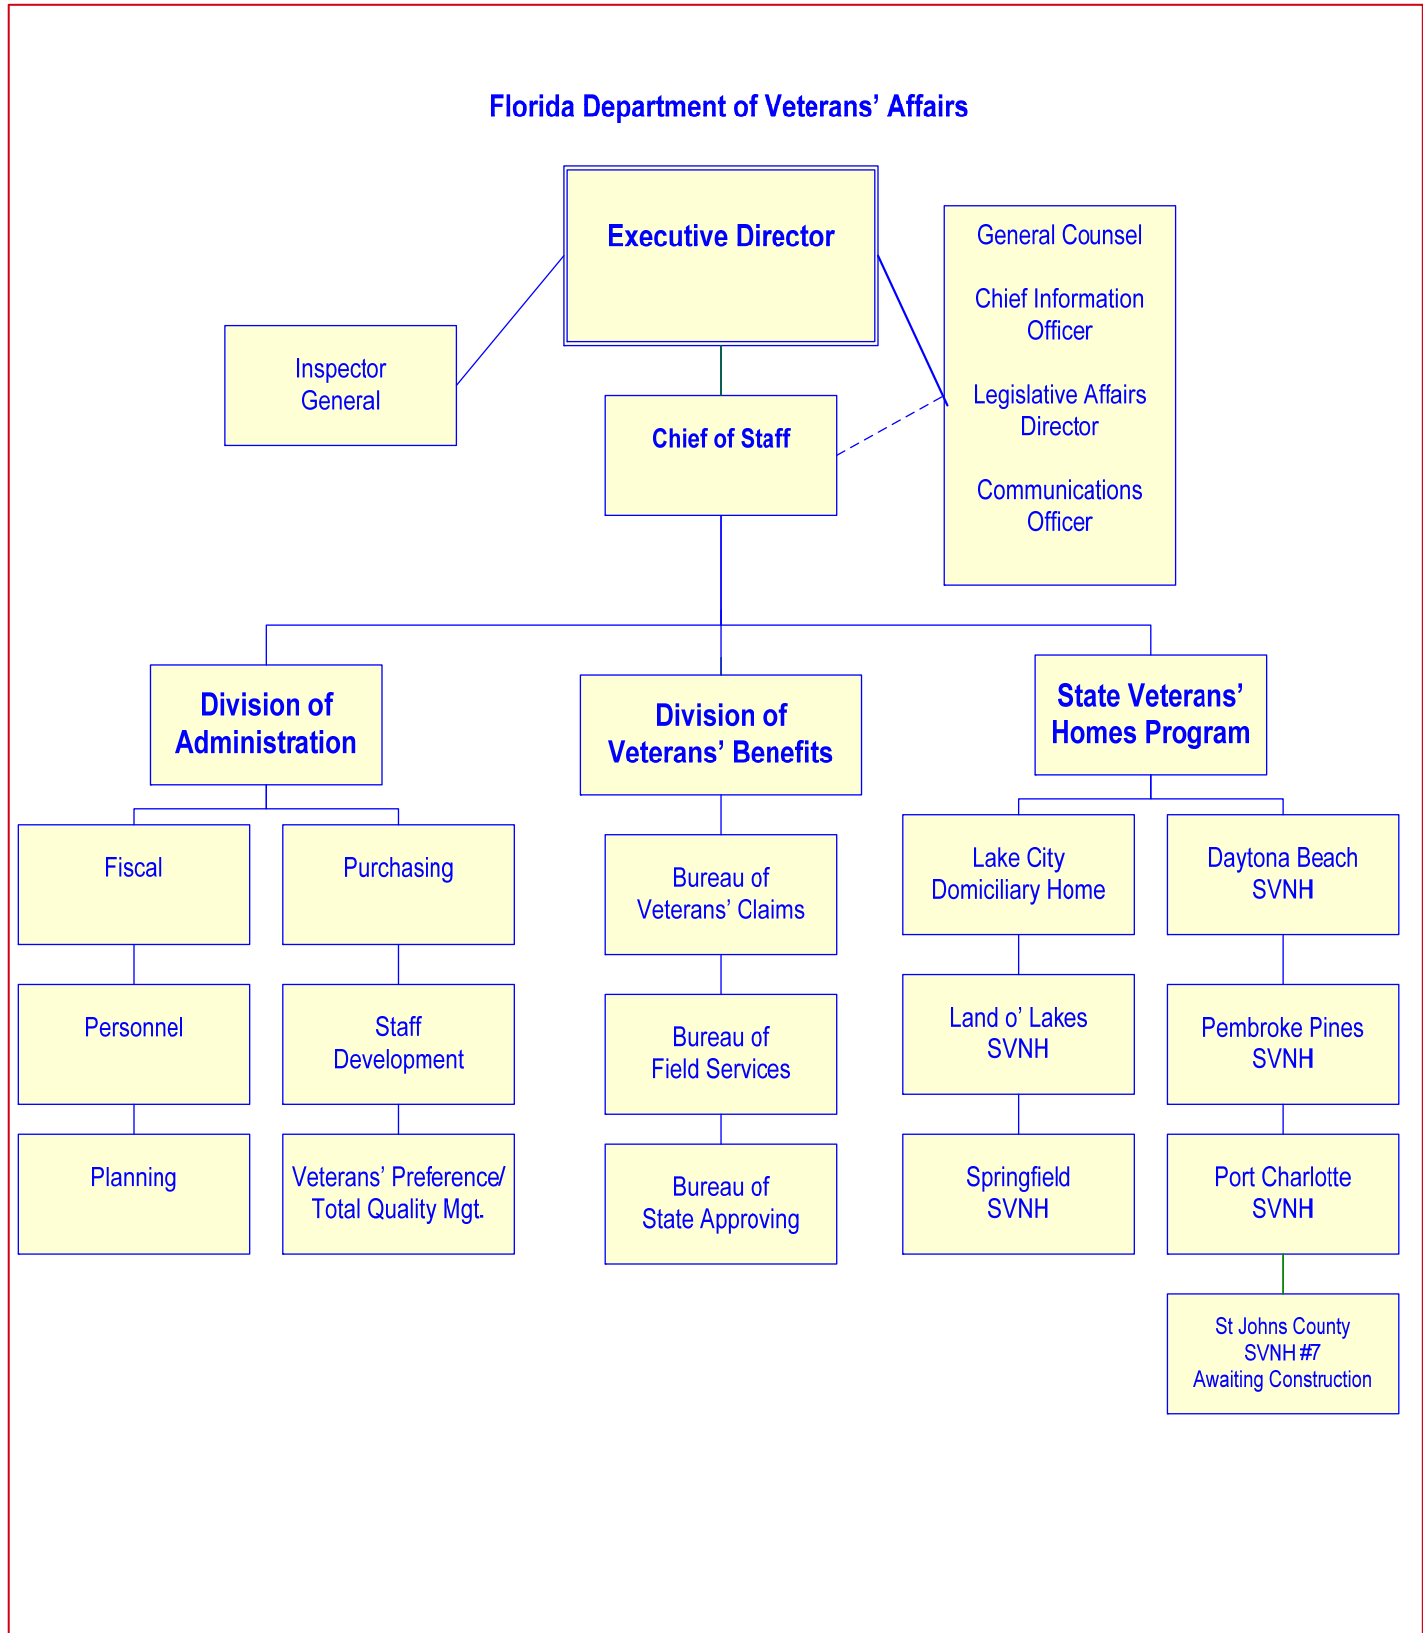 Florida Department of Veterans’ Affairs
Executive Director
General Counsel
Chief Information
Officer
Legislative Affairs
Director
Communications
Officer
Inspector
General
Chief of Staff
Division of
Administration
Division of
Veterans’ Benefits
State Veterans’
Homes Program
Fiscal
Purchasing
Bureau of
Veterans’ Claims
Lake City
Domiciliary Home
Daytona Beach
SVNH
Personnel
Staff
Development
Bureau of
Field Services
Land o’ Lakes
SVNH
Pembroke Pines
SVNH
Planning
Veterans’ Preference/
Total Quality Mgt.
Bureau of
State Approving
Springfield
SVNH
Port Charlotte
SVNH
St Johns County
SVNH #7
Awaiting Construction